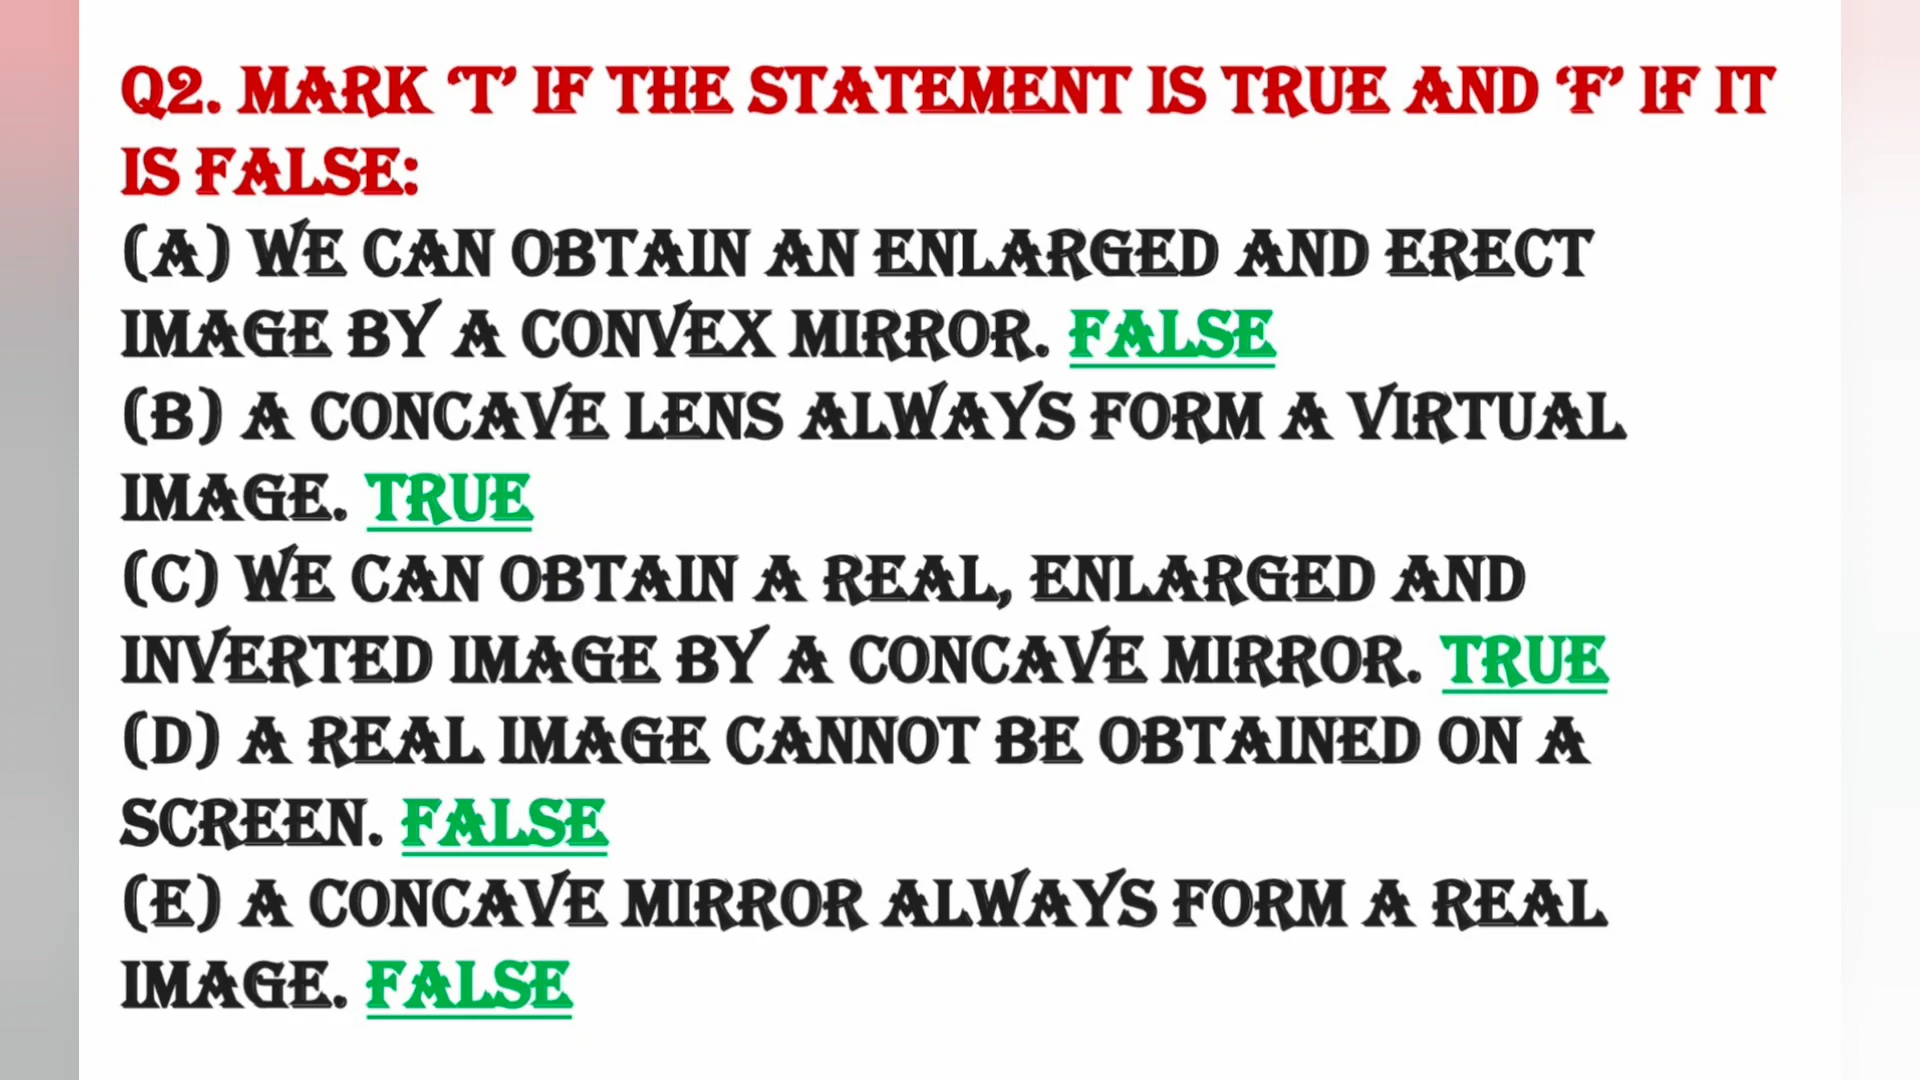 Q2. MARK ‘T’ IF THE STATEMENT IS TRUE AND ‘F’ IF IT
IS FALSE:
(A) WE CAN OBTAIN AN ENLARGED AND ERECT
IMAGE BY A CONVEX MIRROR. FALSE
(B) A CONCAVE LENS ALWAYS FORM A VIRTUAL
IMAGE. TRUE
(C) WE CAN OBTAIN A REAL, ENLARGED AND
INVERTED IMAGE BY A CONCAVE MIRROR. TRUE
(D) A REAL IMAGE CANNOT BE OBTAINED ON A
SCREEN. FALSE
(E) A CONCAVE MIRROR ALWAYS FORM A REAL
IMAGE. FALSE